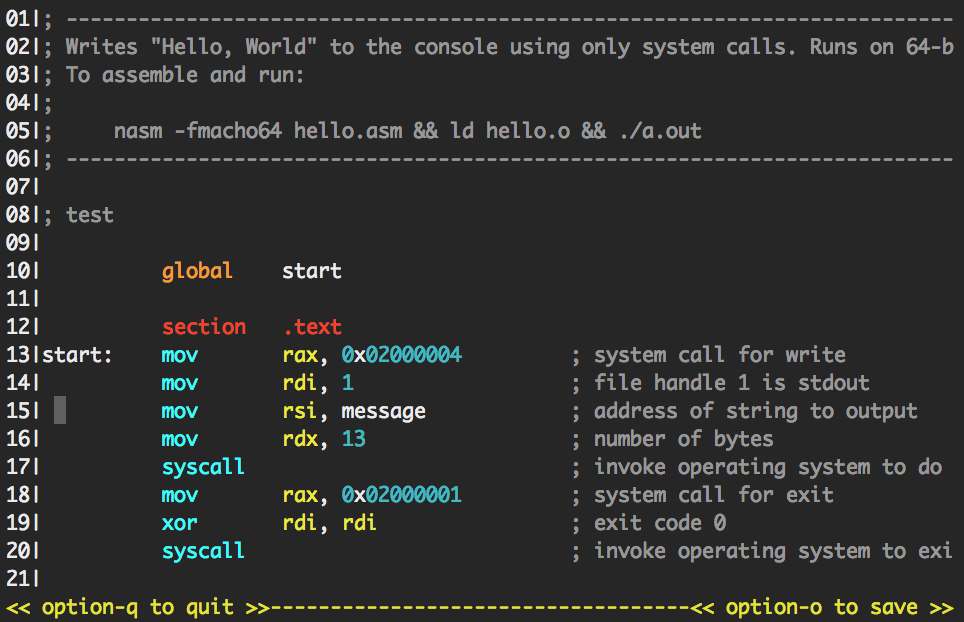 01|; --------------------------------------------------------------------------
02|; Writes "Hello, World" to the console using only system calls. Runs on 64-b
03|; To assemble and run:
04|;
05|;     nasm -fmacho64 hello.asm && ld hello.o && ./a.out
06|; --------------------------------------------------------------------------
07|
08|; test
09|
10|          global    start
11|
12|          section   .text
13|start:    mov       rax, 0x02000004         ; system call for write
14|          mov       rdi, 1                  ; file handle 1 is stdout
15|          mov       rsi, message            ; address of string to output
16|          mov       rdx, 13                 ; number of bytes
17|          syscall                           ; invoke operating system to do
18|          mov       rax, 0x02000001         ; system call for exit
19|          xor       rdi, rdi                ; exit code 0
20|          syscall                           ; invoke operating system to exi
21|
<< option-q to quit >>-----------------------------------<< option-o to save >>